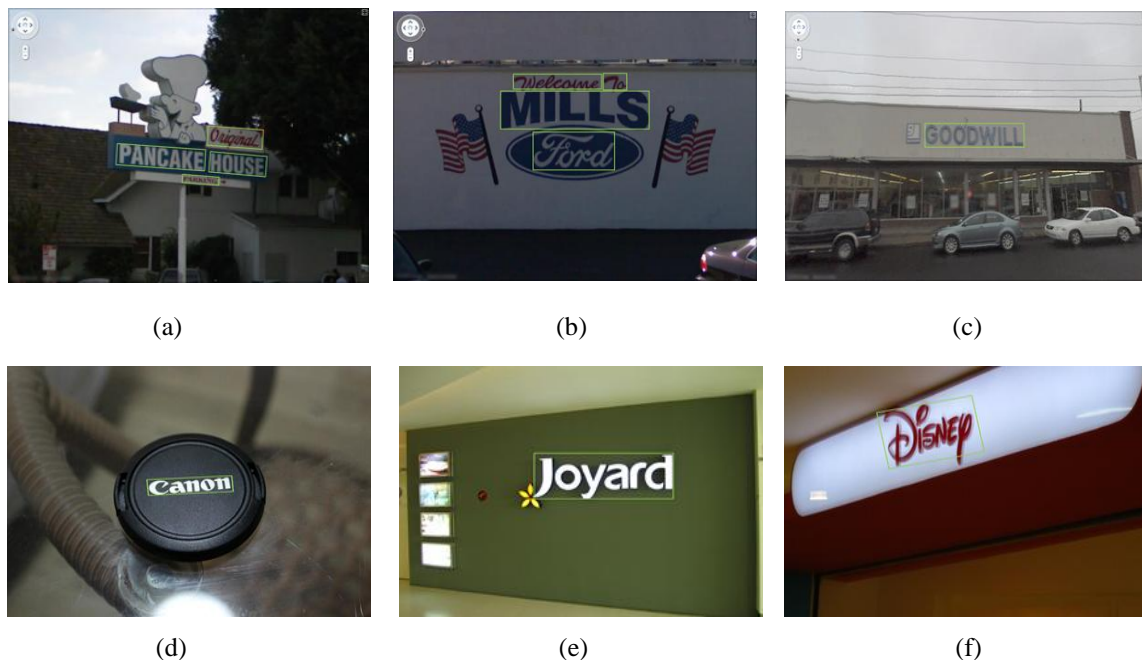 Original
PANCAKE HOUSE
Welcome To
MILLS
Ford
GOODWILL
(a)
(b)
(c)
Canon
Joyard
DISNEY
(d)
(e)
(f)